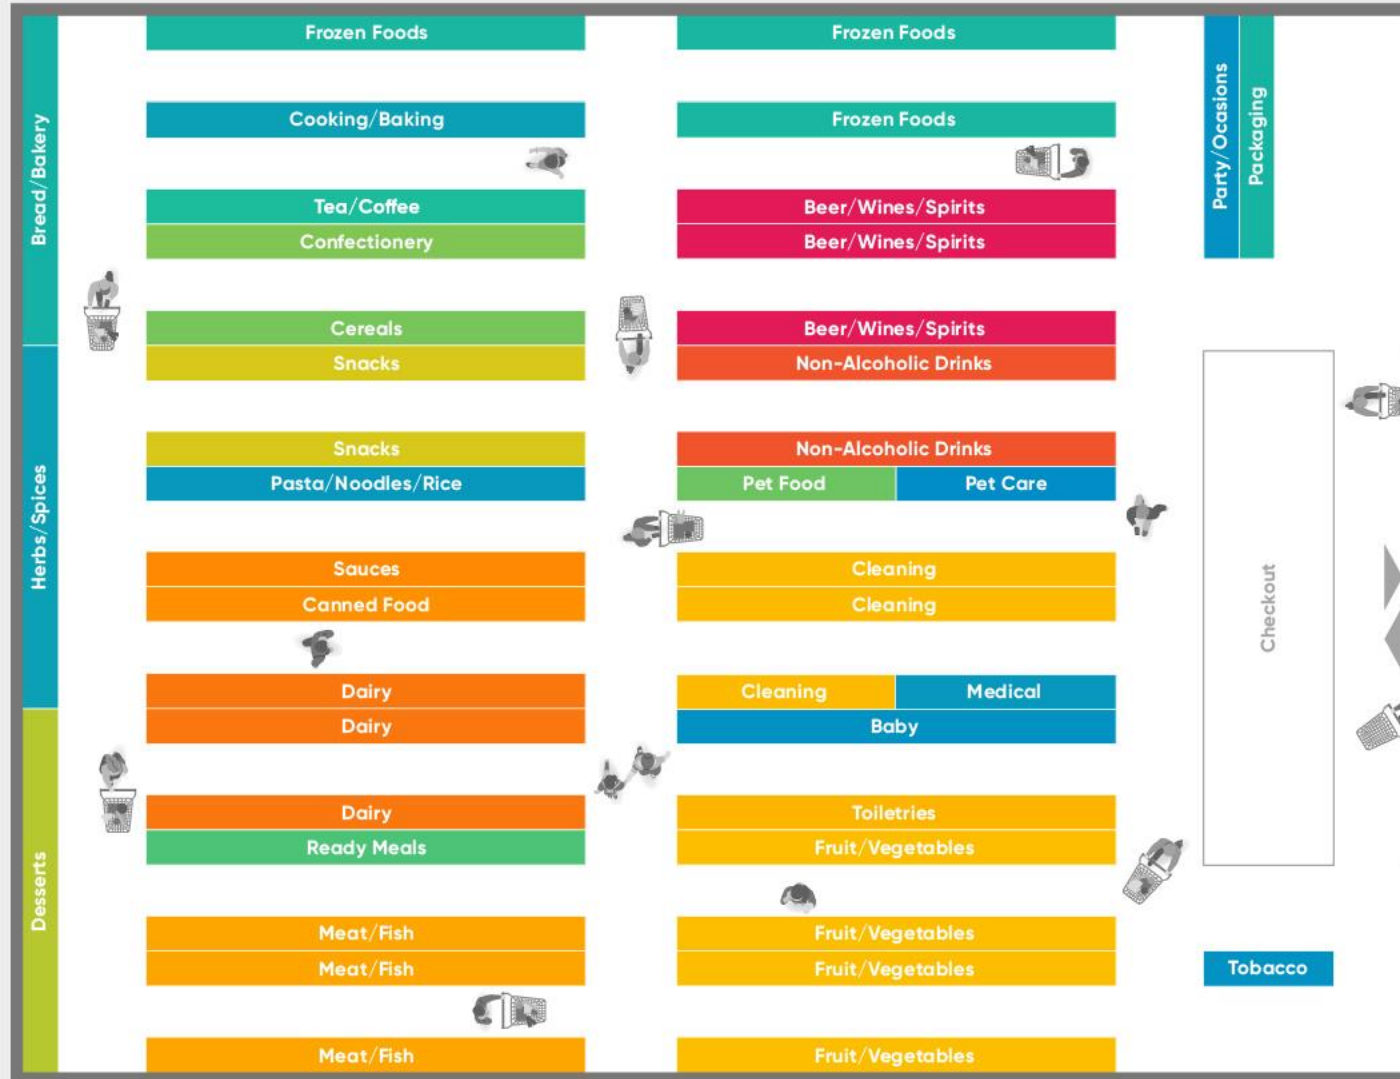 Bread/Bakery
Herbs/Spices
Desserts
Frozen Foods
Cooking/Baking
Tea/Coffee
Confectionery
Cereals
Snacks
Snacks
Pasta/Noodles/Rice
Sauces
Canned Food
Dairy
Dairy
Dairy
Ready Meals
Meat/Fish
Meat/Fish
Meat/Fish
Frozen Foods
Frozen Foods
Beer/Wines/Spirits
Beer/Wines/Spirits
Beer/Wines/Spirits
Non-Alcoholic Drinks
Non-Alcoholic Drinks
Pet Food
Pet Care
Cleaning
Cleaning
Cleaning
Medical
Baby
Toiletries
Fruit/Vegetables
Fruit/Vegetables
Fruit/Vegetables
Fruit/Vegetables
Party/Ocasions
Packaging
Checkout
Tobacco